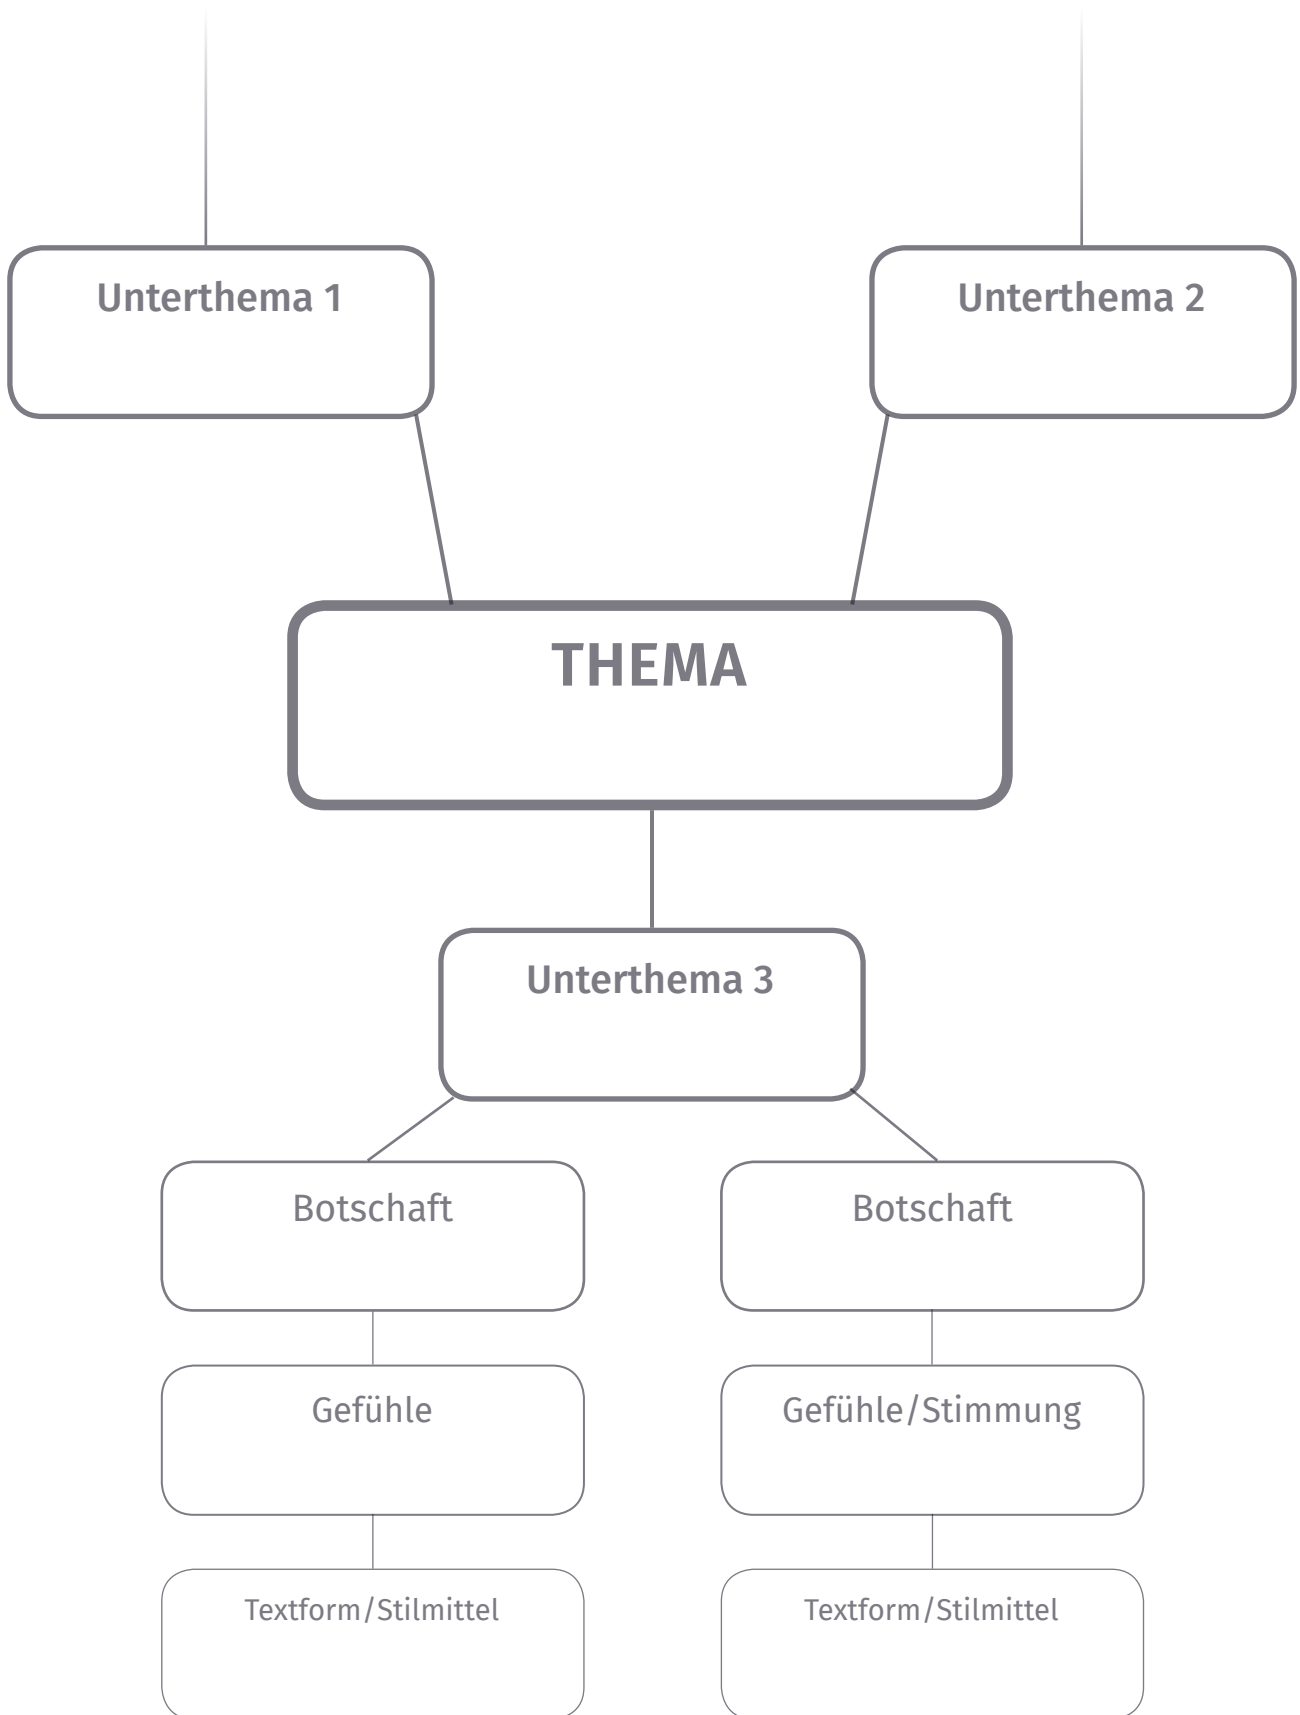 Unterthema 1
Unterthema 2
THEMA
Unterthema 3
Botschaft
Botschaft
Gefühle
Gefühle/Stimmung
Textform/Stilmittel
Textform/Stilmittel